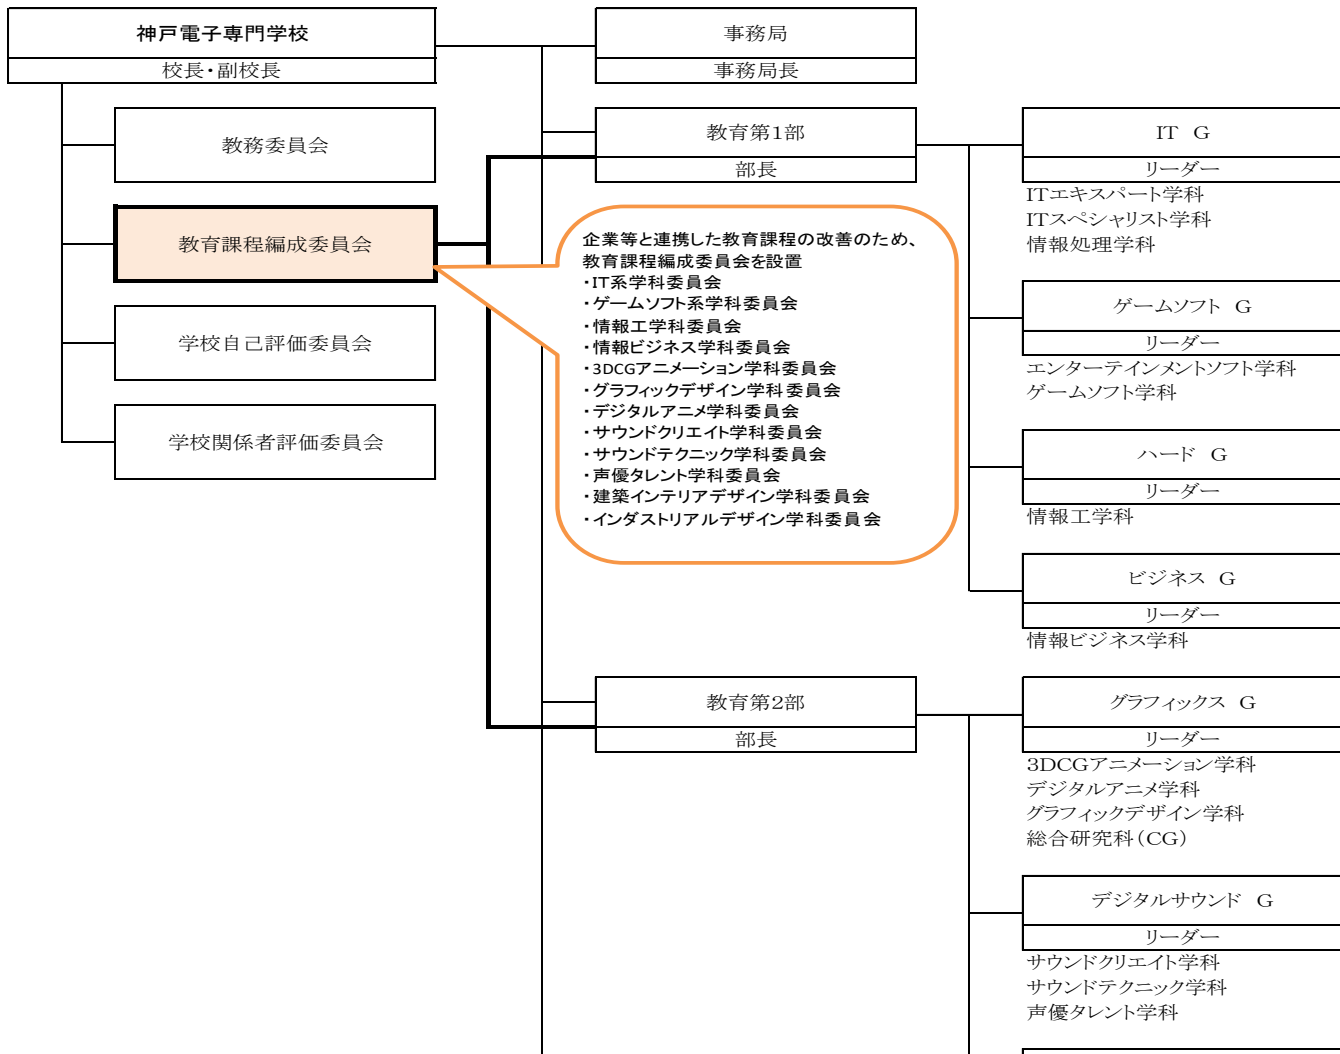 神戸電子専門学校
校長・副校長
教務委員会
教育課程編成委員会
学校自己評価委員会
学校関係者評価委員会
事務局
事務局長
教育第1部
部長
企業等と連携した教育課程の改善のため、
教育課程編成委員会を設置
・IT系学科委員会
・ゲームソフト系学科委員会
・情報工学科委員会
・情報ビジネス学科委員会
・3DCGアニメーション学科委員会
・グラフィックデザイン学科委員会
・デジタルアニメ学科委員会
・サウンドクリエイト学科委員会
・サウンドテクニック学科委員会
・声優タレント学科委員会
・建築インテリアデザイン学科委員会
・インダストリアルデザイン学科委員会
教育第2部
部長
IT G
リーダー
ITエキスパート学科
ITスペシャリスト学科
情報処理学科
ゲームソフト G
リーダー
エンターテインメントソフト学科
ゲームソフト学科
ハード G
リーダー
情報工学科
ビジネス G
リーダー
情報ビジネス学科
グラフィックス G
リーダー
3DCGアニメーション学科
デジタルアニメ学科
グラフィックデザイン学科
総合研究科(CG)
デジタルサウンド G
リーダー
サウンドクリエイト学科
サウンドテクニック学科
声優タレント学科